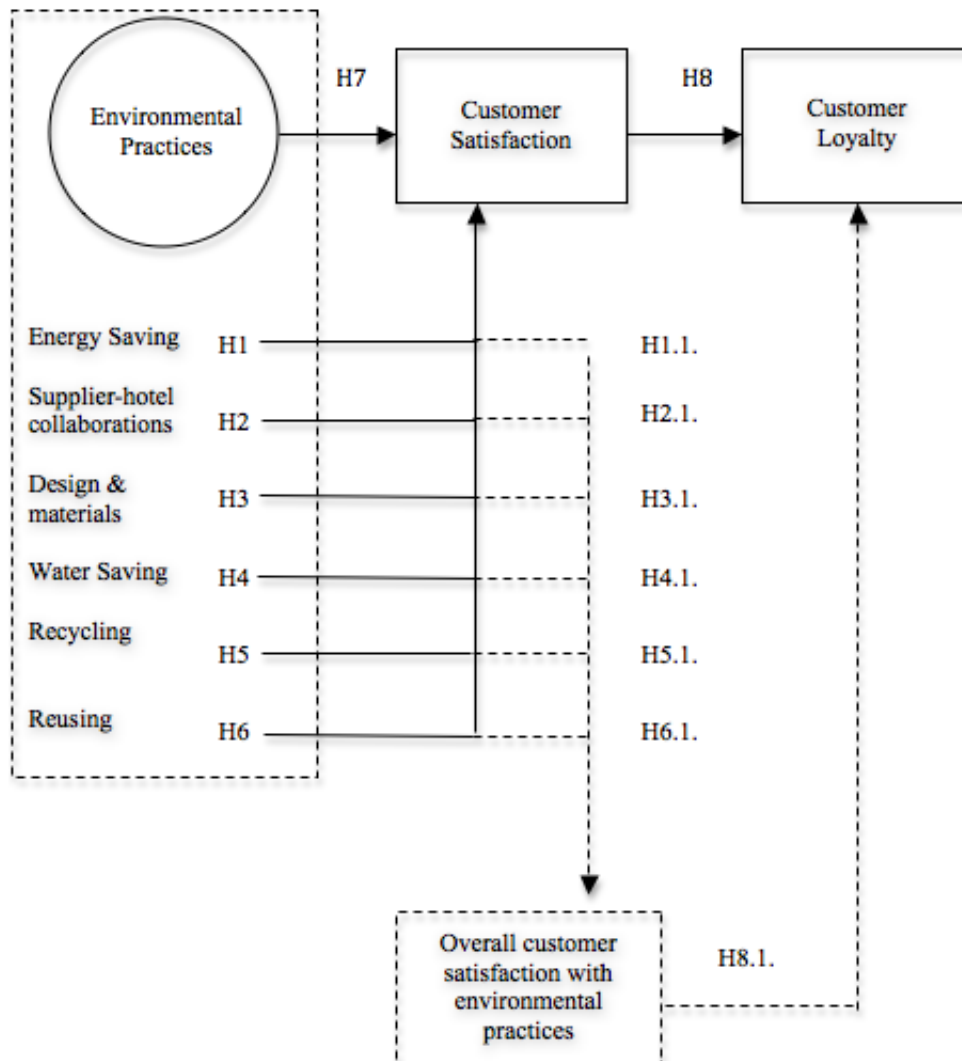 Environmental
Practices
H7
Customer
Satisfaction
H8
Customer
Loyalty
Energy Saving
H1
H1.1.
Supplier-hotel
collaborations
H2
H2.1.
Design &
materials
H3
H3.1.
Water Saving
H4
H4.1.
Recycling
H5
H5.1.
Reusing
H6
H6.1.
Overall customer
satisfaction with
environmental
practices
H8.1.